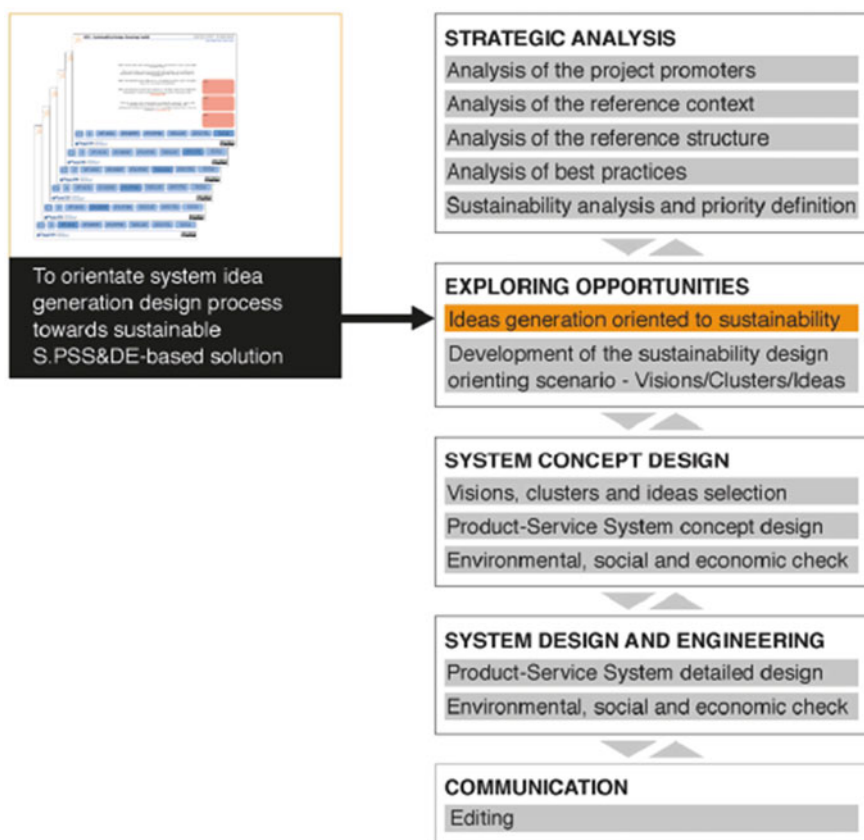 To orientate system idea
generation design process
towards sustainable
S.PSS&DE-based solution
STRATEGIC ANALYSIS
Analysis of the project promoters
Analysis of the reference context
Analysis of the reference structure
Analysis of best practices
Sustainability analysis and priority definition
EXPLORING OPPORTUNITIES
Ideas generation oriented to sustainability
Development of the sustainability design
orienting scenario - Visions/Clusters/Ideas
SYSTEM CONCEPT DESIGN
Visions, clusters and ideas selection
Product-Service System concept design
Environmental, social and economic check
SYSTEM DESIGN AND ENGINEERING
Product-Service System detailed design
Environmental, social and economic check
COMMUNICATION
Editing